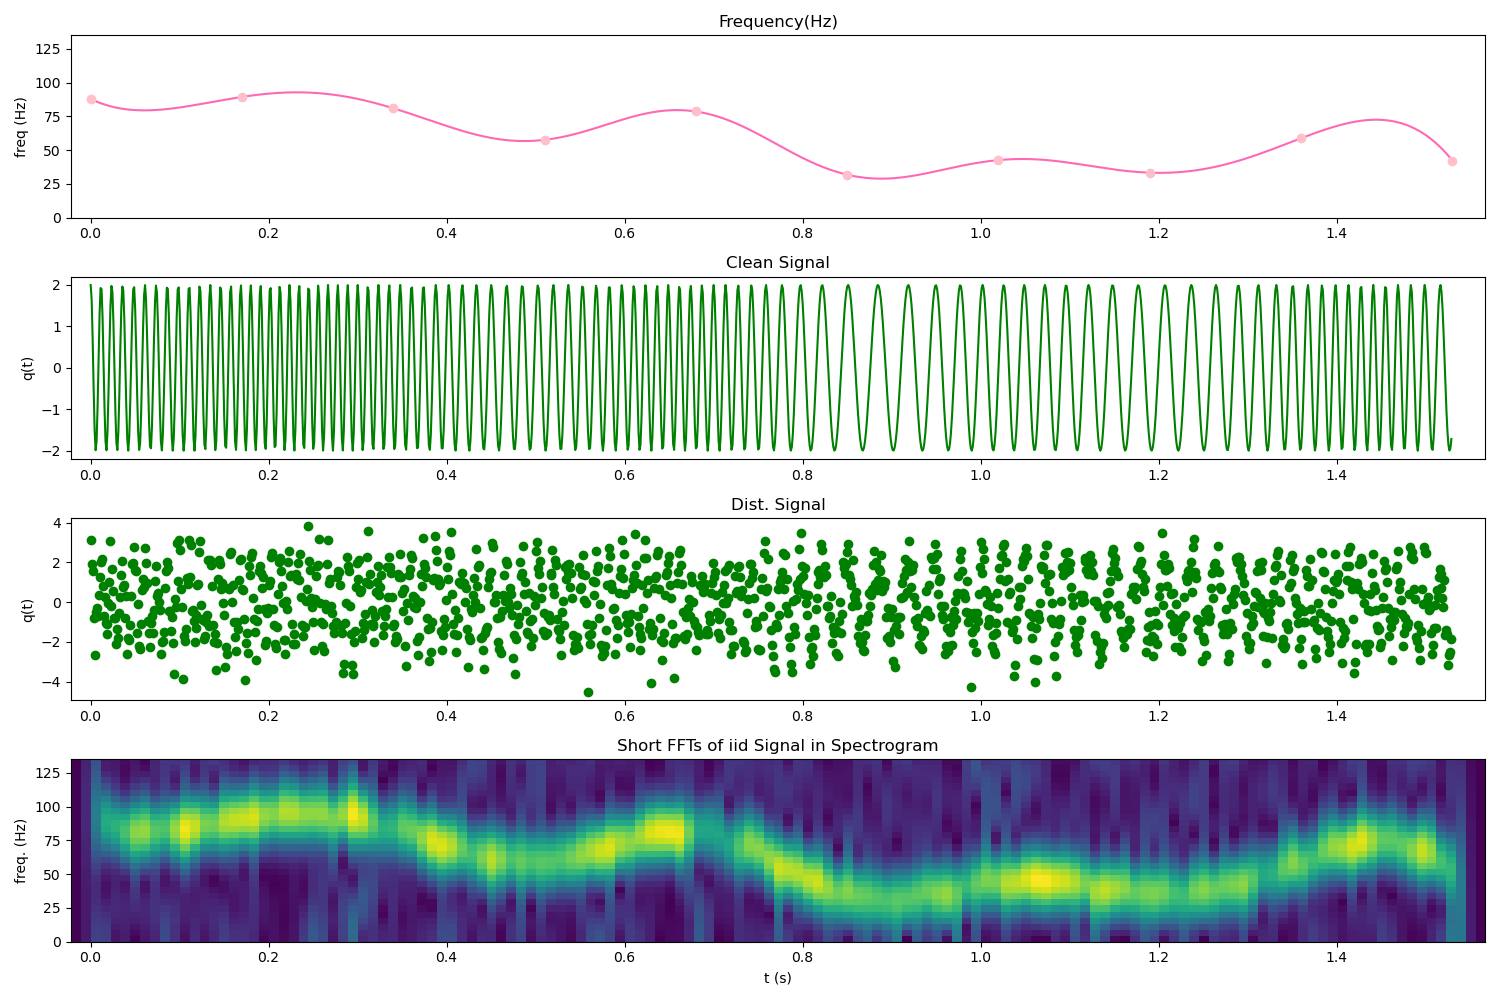 Frequency(Hz)
freq (Hz)
125
100
75
50
25
0
0.0 0.2 0.4 0.6 0.8 1.0 1.2 1.4
Clean Signal
q(t)
2
1
0
−1
−2
0.0 0.2 0.4 0.6 0.8 1.0 1.2 1.4
Dist. Signal
q(t)
4
2
0
−2
−4
0.0 0.2 0.4 0.6 0.8 1.0 1.2 1.4
Short FFTs of iid Signal in Spectrogram
freq. (Hz)
125
100
75
50
25
0
0.0 0.2 0.4 0.6 0.8 1.0 1.2 1.4
t (s)